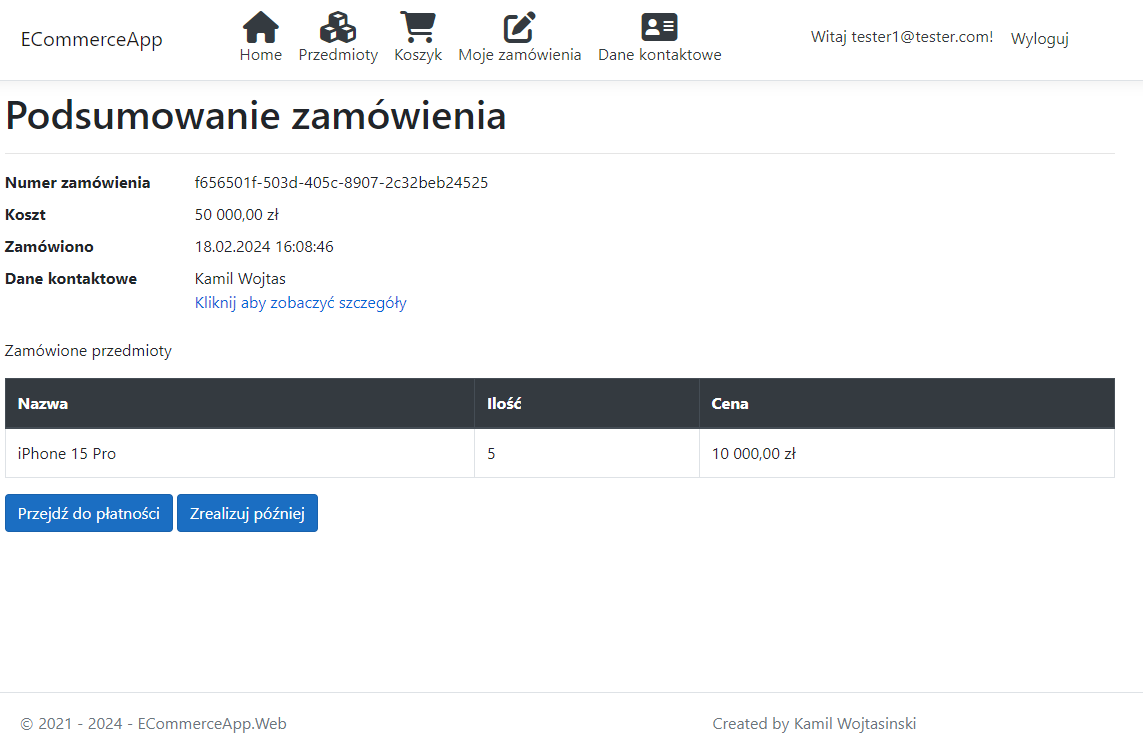 ECommerceApp
Home Przedmioty Koszyk Moje zamówienia Dane kontaktowe
Witaj tester1@tester.com! Wyloguj
Podsumowanie zamówienia
Numer zamówienia f656501f-503d-405c-8907-2c32beb24525
Koszt 50 000,00 zł
Zamówiono 18.02.2024 16:08:46
Dane kontaktowe Kamil Wojtas
Kliknij aby zobaczyć szczegóły
Zamówione przedmioty
Nazwa Ilość Cena
iPhone 15 Pro 5 10 000,00 zł
Przejdź do płatności Zrealizuj później
© 2021 - 2024 - ECommerceApp.Web Created by Kamil Wojtasinski